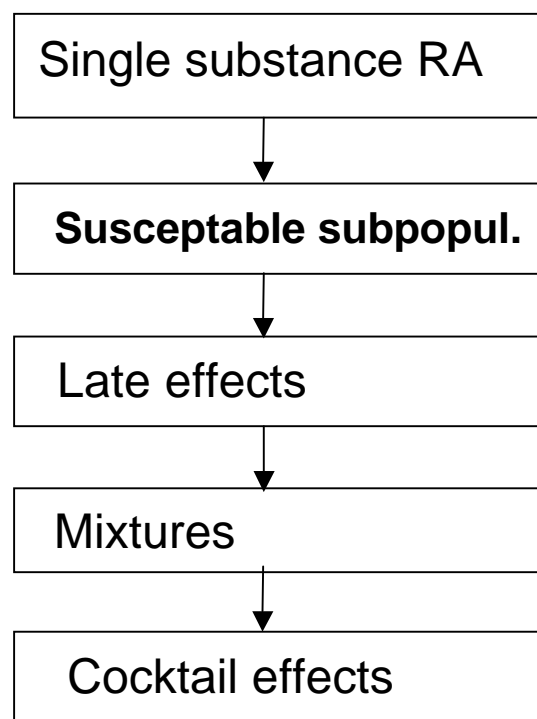 Single substance RA
Susceptable subpopul.
Late effects
Mixtures
Cocktail effects